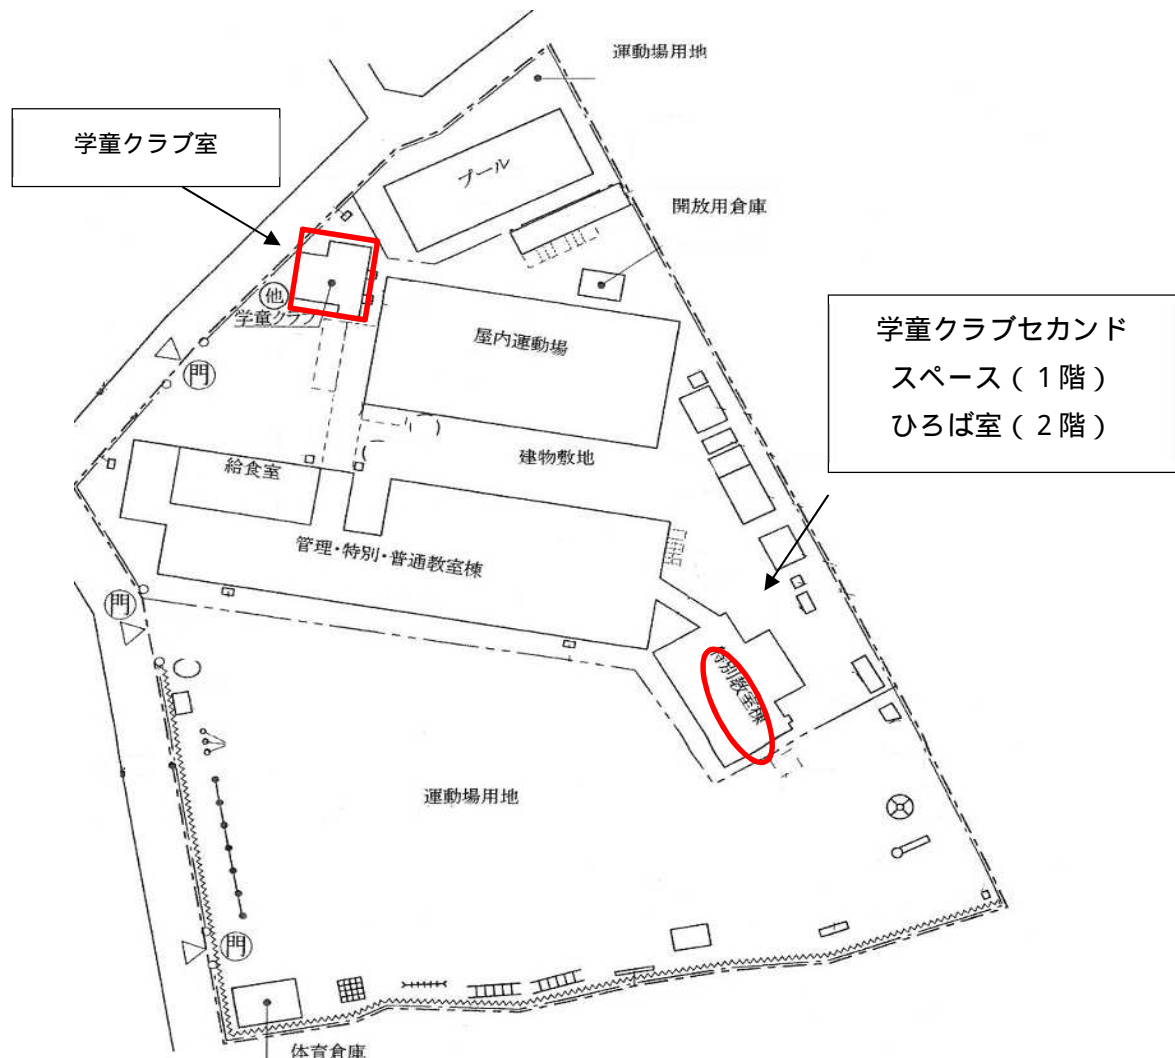 運動場用地
学童クラブ室
プール
開放用倉庫
他
学童クラブ
屋内運動場
門
学童クラブセカンド
スペース（１階）
ひろば室（２階）
給食室
建物敷地
管理・特別・普通教室棟
門
特別教室棟
運動場用地
門
体育倉庫